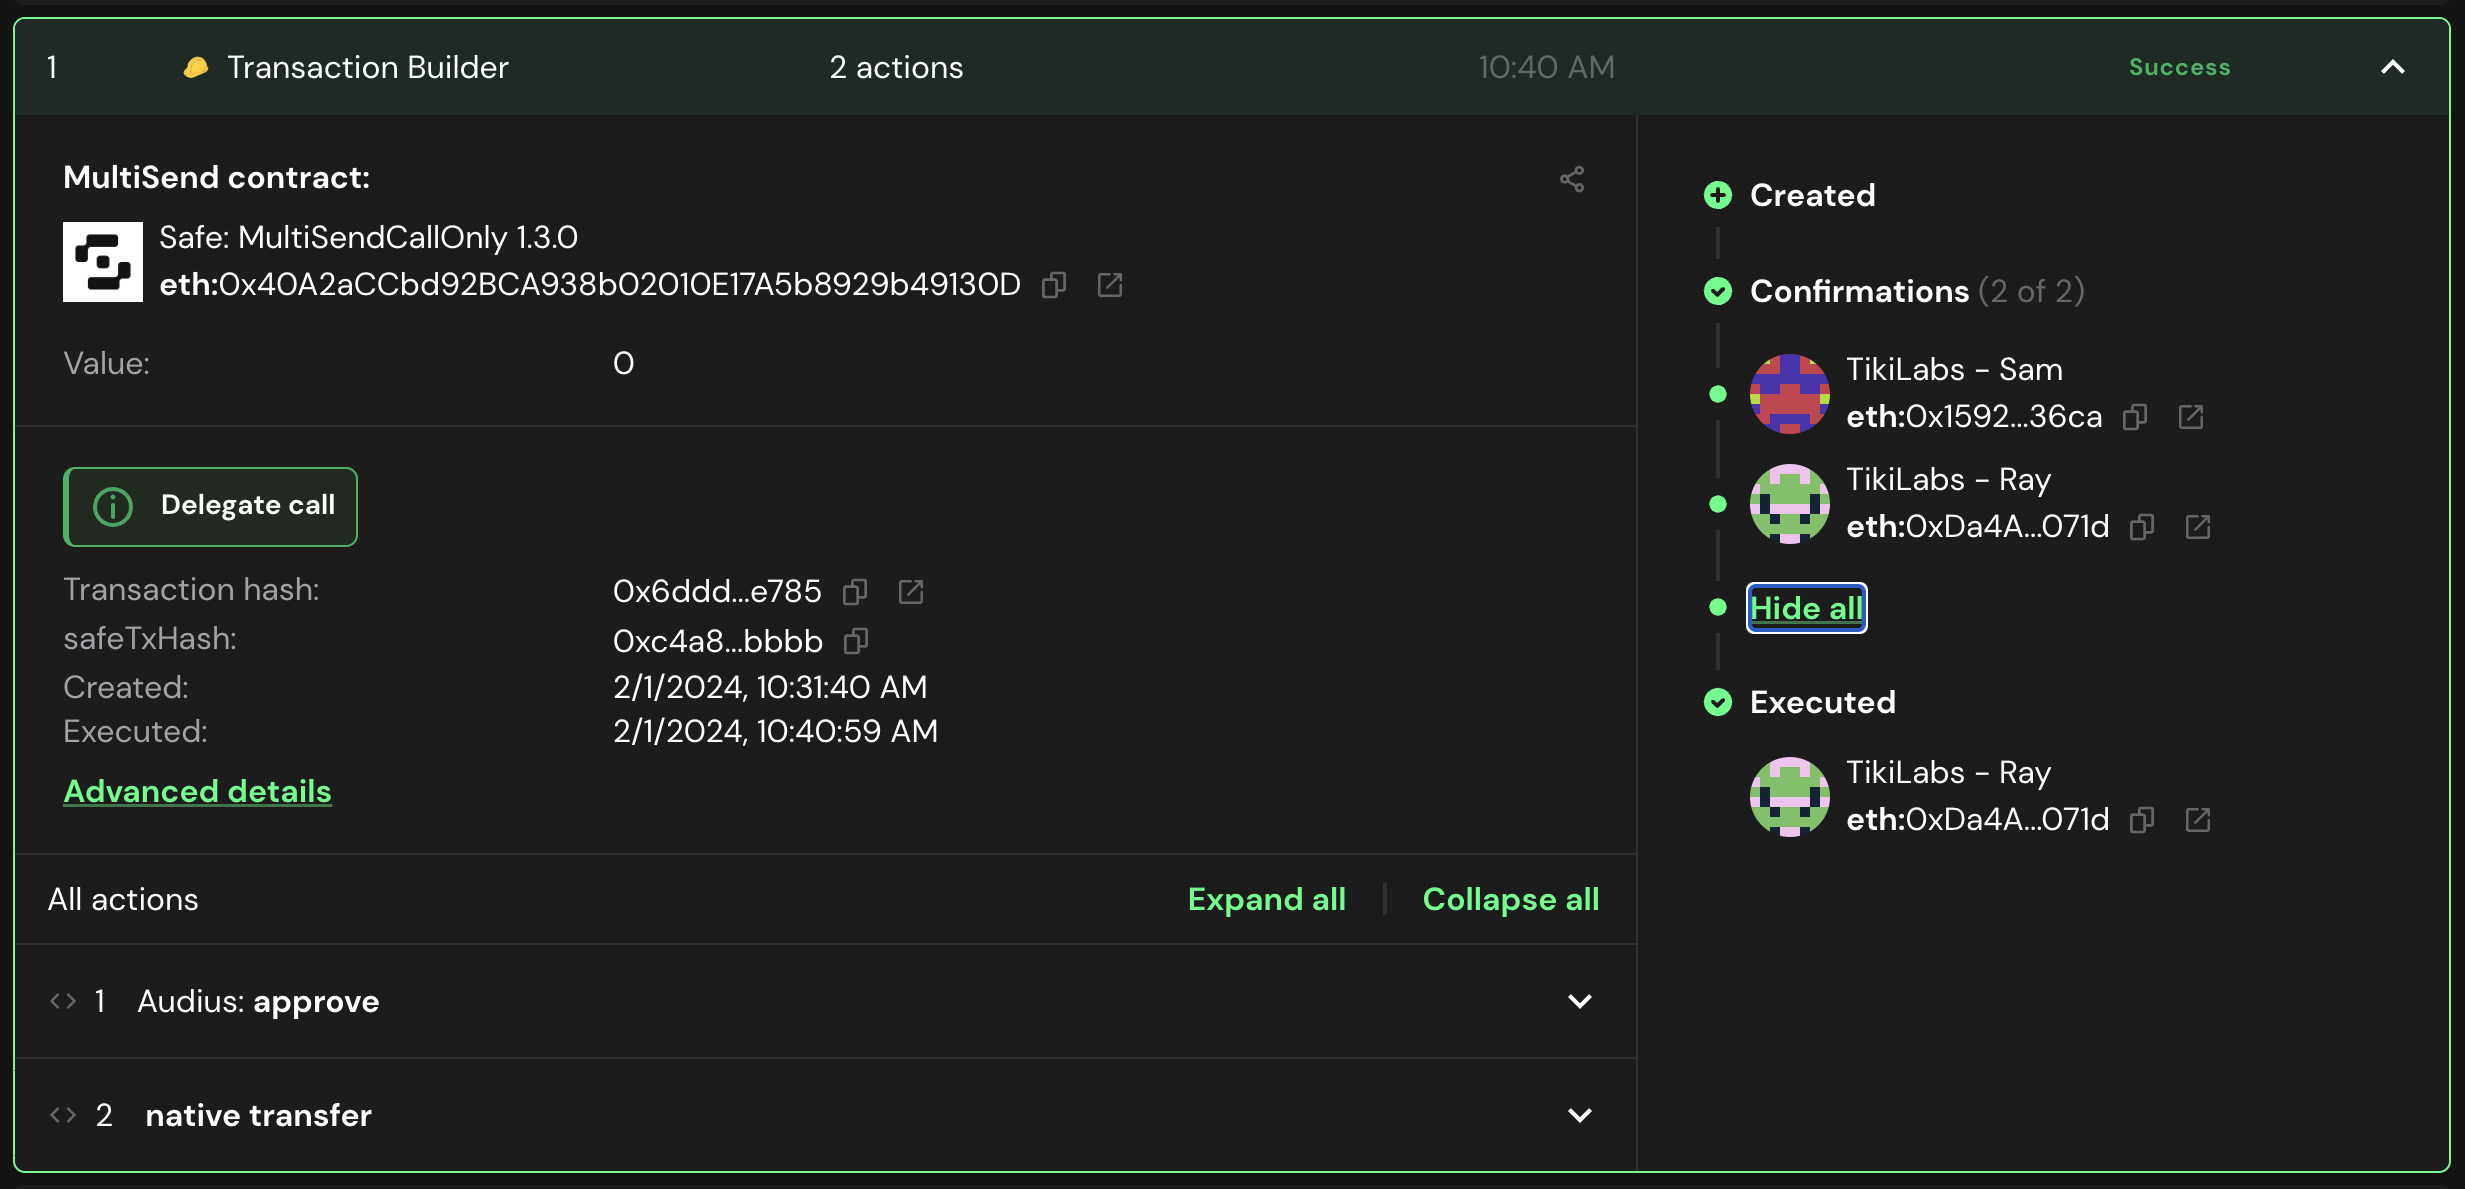 1 Transaction Builder 2 actions 10:40 AM Success
MultiSend contract:
Safe: MultiSendCallOnly 1.3.0
eth:0x40A2aCCbd92BCA938b02010E17A5b8929b49130D
Value: 0
Delegate call
Transaction hash: 0x6ddd...e785
safeTxHash: 0xc4a8...bbbb
Created: 2/1/2024, 10:31:40 AM
Executed: 2/1/2024, 10:40:59 AM
Advanced details
All actions Expand all Collapse all
1 Audius: approve
2 native transfer
Created
Confirmations (2 of 2)
TikiLabs - Sam
eth:0x1592...36ca
TikiLabs - Ray
eth:0xDa4A...071d
Hide all
Executed
TikiLabs - Ray
eth:0xDa4A...071d